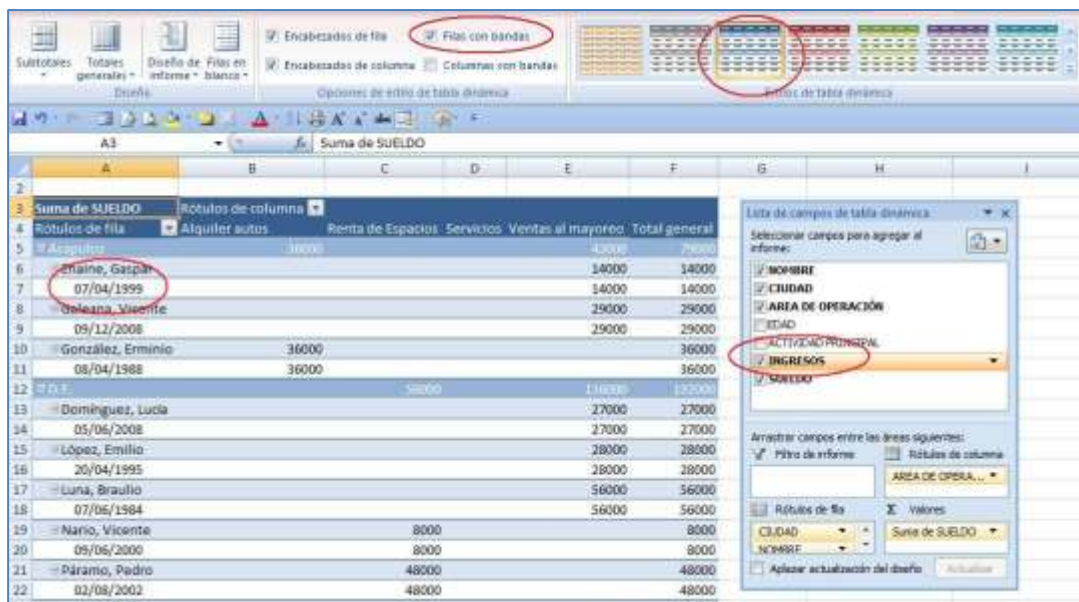 Encabezados de fila Filas con bandas
Subtotales Totales generales Diseño de informe Filas en blanco
Encabezados de columna Columnas con bandas
Diseño Opciones de estilo de tabla dinámica Estilos de tabla dinámica
A3 fx Suma de SUELDO
A B C D E F G H I
2
3 Suma de SUELDO Rótulos de columna
4 Rótulos de fila Alquiler autos Renta de Espacios Servicios Ventas al mayoreo Total general
5 Acapulco 36000 43000 79000
6 Gaspar 14000 14000
7 07/04/1999 14000 14000
8 Galeana, Vicente 29000 29000
9 09/12/2008 29000 29000
10 González, Erminio 36000 36000
11 08/04/1988 36000 36000
12 D.F. 56000
13 Domínguez, Lucía 27000 27000
14 05/06/2008 27000 27000
15 López, Emilio 28000 28000
16 20/04/1995 28000 28000
17 Luna, Braulio 56000 56000
18 07/06/1984 56000 56000
19 Nario, Vicente 8000 8000
20 09/06/2000 8000 8000
21 Páramo, Pedro 48000 48000
22 02/08/2002 48000 48000
Lista de campos de tabla dinámica
Seleccionar campos para agregar al
informe:
NOMBRE
CIUDAD
AREA DE OPERACIÓN
EDAD
ACTIVIDAD PRINCIPAL
INGRESOS
SUELDO
Arrastrar campos entre las áreas siguientes:
Filtro de informe Rótulos de columna
AREA DE OPERA...
Rótulos de fila Σ Valores
CIUDAD Suma de SUELDO
NOMBRE
Aplazar actualización del diseño Actualizar